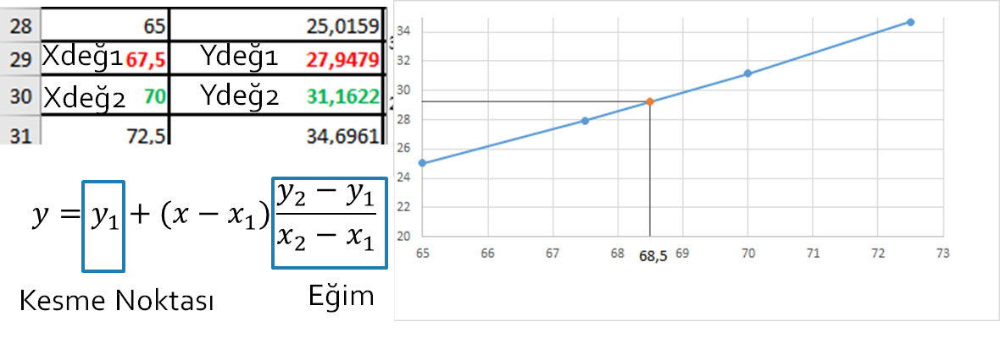 28 65 25,0159
29 Xdeğ1 67,5 Ydeğ1 27,9479
30 Xdeğ2 70 Ydeğ2 31,1622
31 72,5 34,6961
y = y₁ + (x − x₁) (y₂ − y₁)/(x₂ − x₁)
Kesme Noktası
Eğim
34
32
30
28
26
24
22
20
65 66 67 68 68,5 69 70 71 72 73